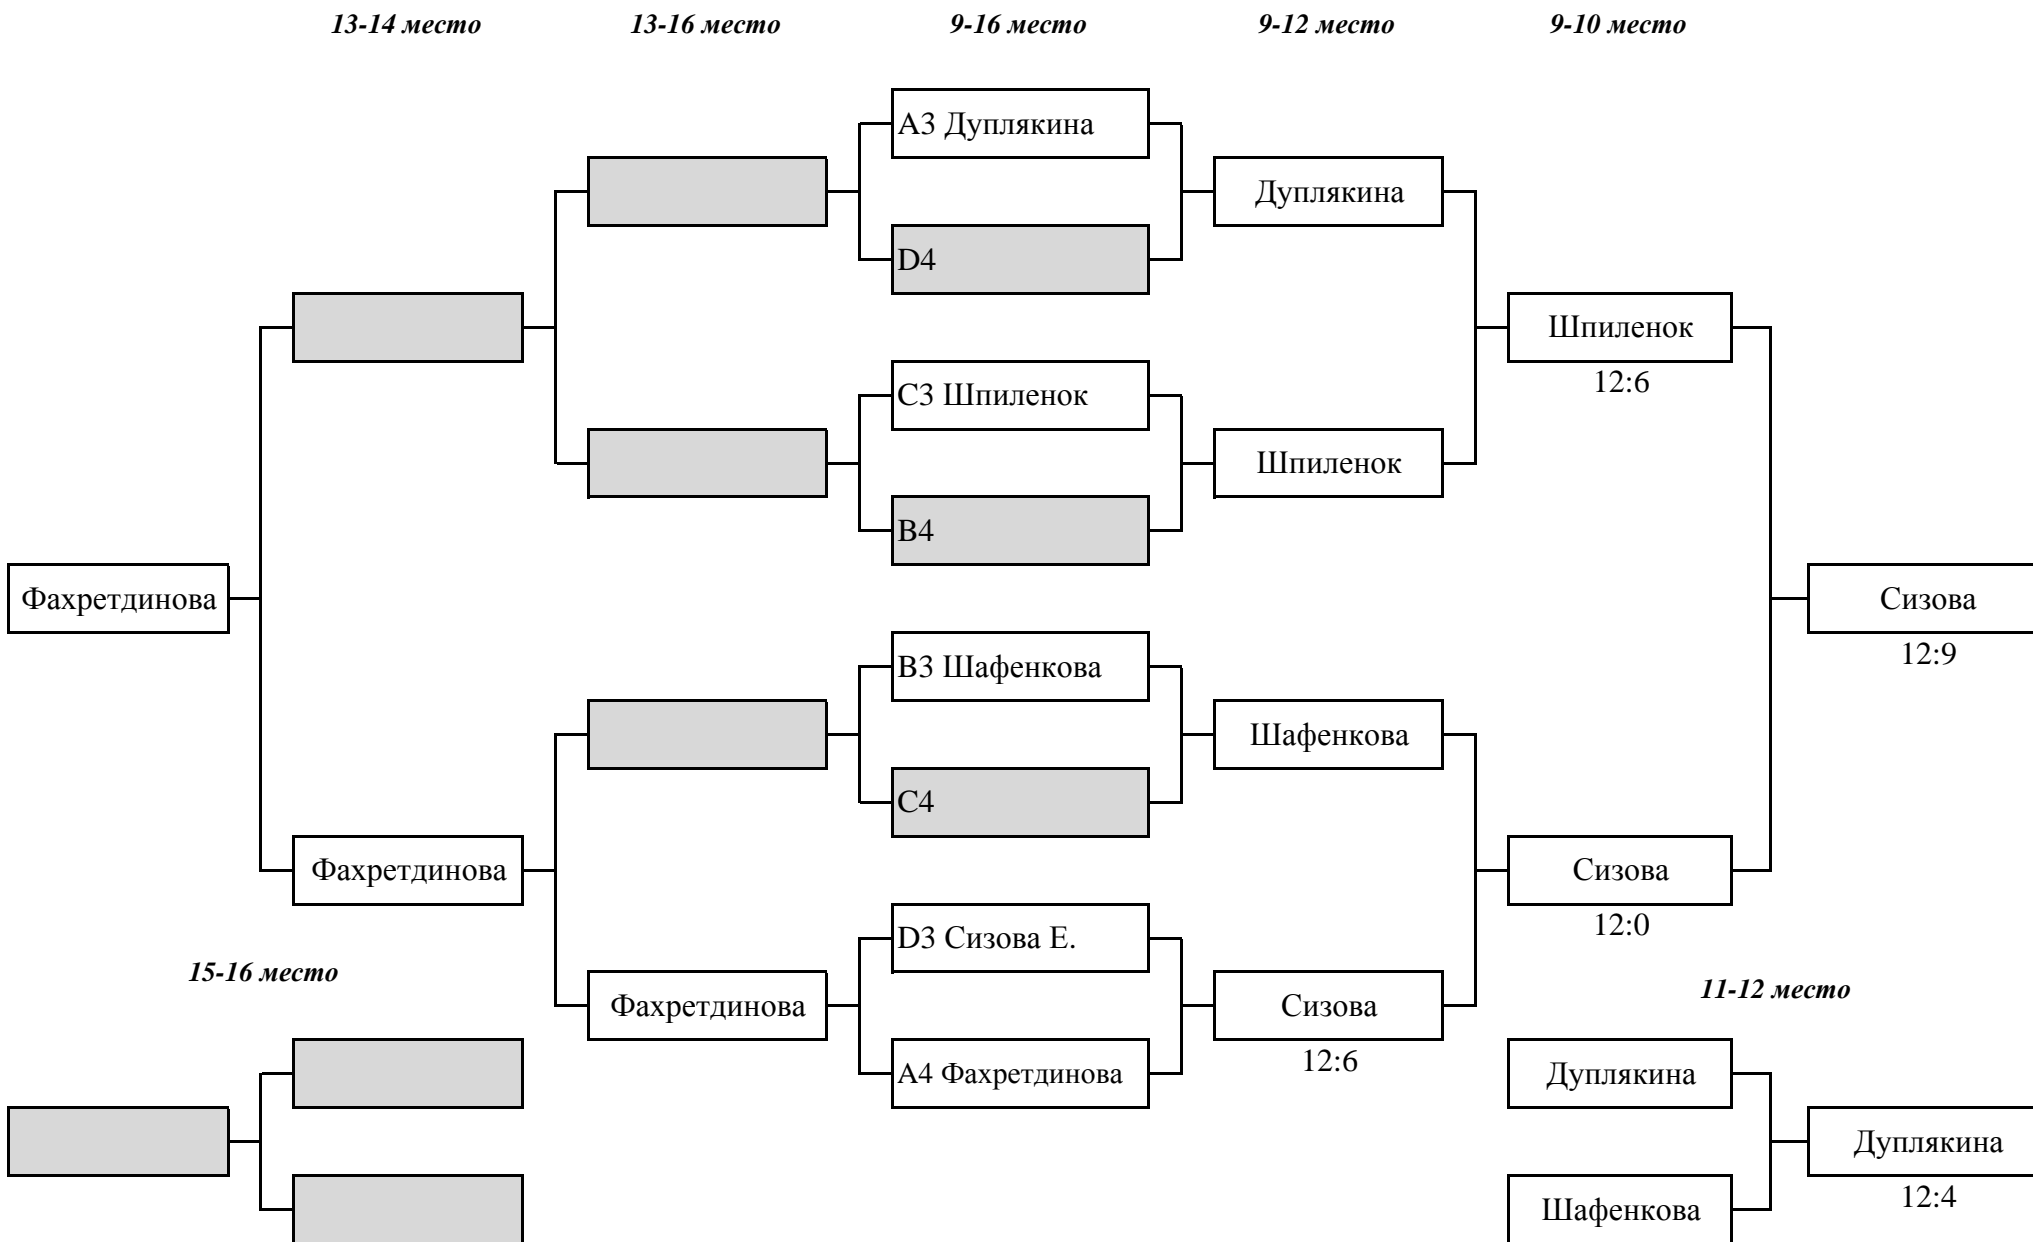 13-14 место
13-16 место
9-16 место
9-12 место
9-10 место
A3 Дуплякина
Дуплякина
D4
Шпиленок
12:6
C3 Шпиленок
Шпиленок
B4
Фахретдинова
Сизова
12:9
B3 Шафенкова
Шафенкова
C4
Фахретдинова
Сизова
12:0
D3 Сизова Е.
15-16 место
11-12 место
Фахретдинова
Сизова
12:6
A4 Фахретдинова
Дуплякина
Дуплякина
12:4
Шафенкова